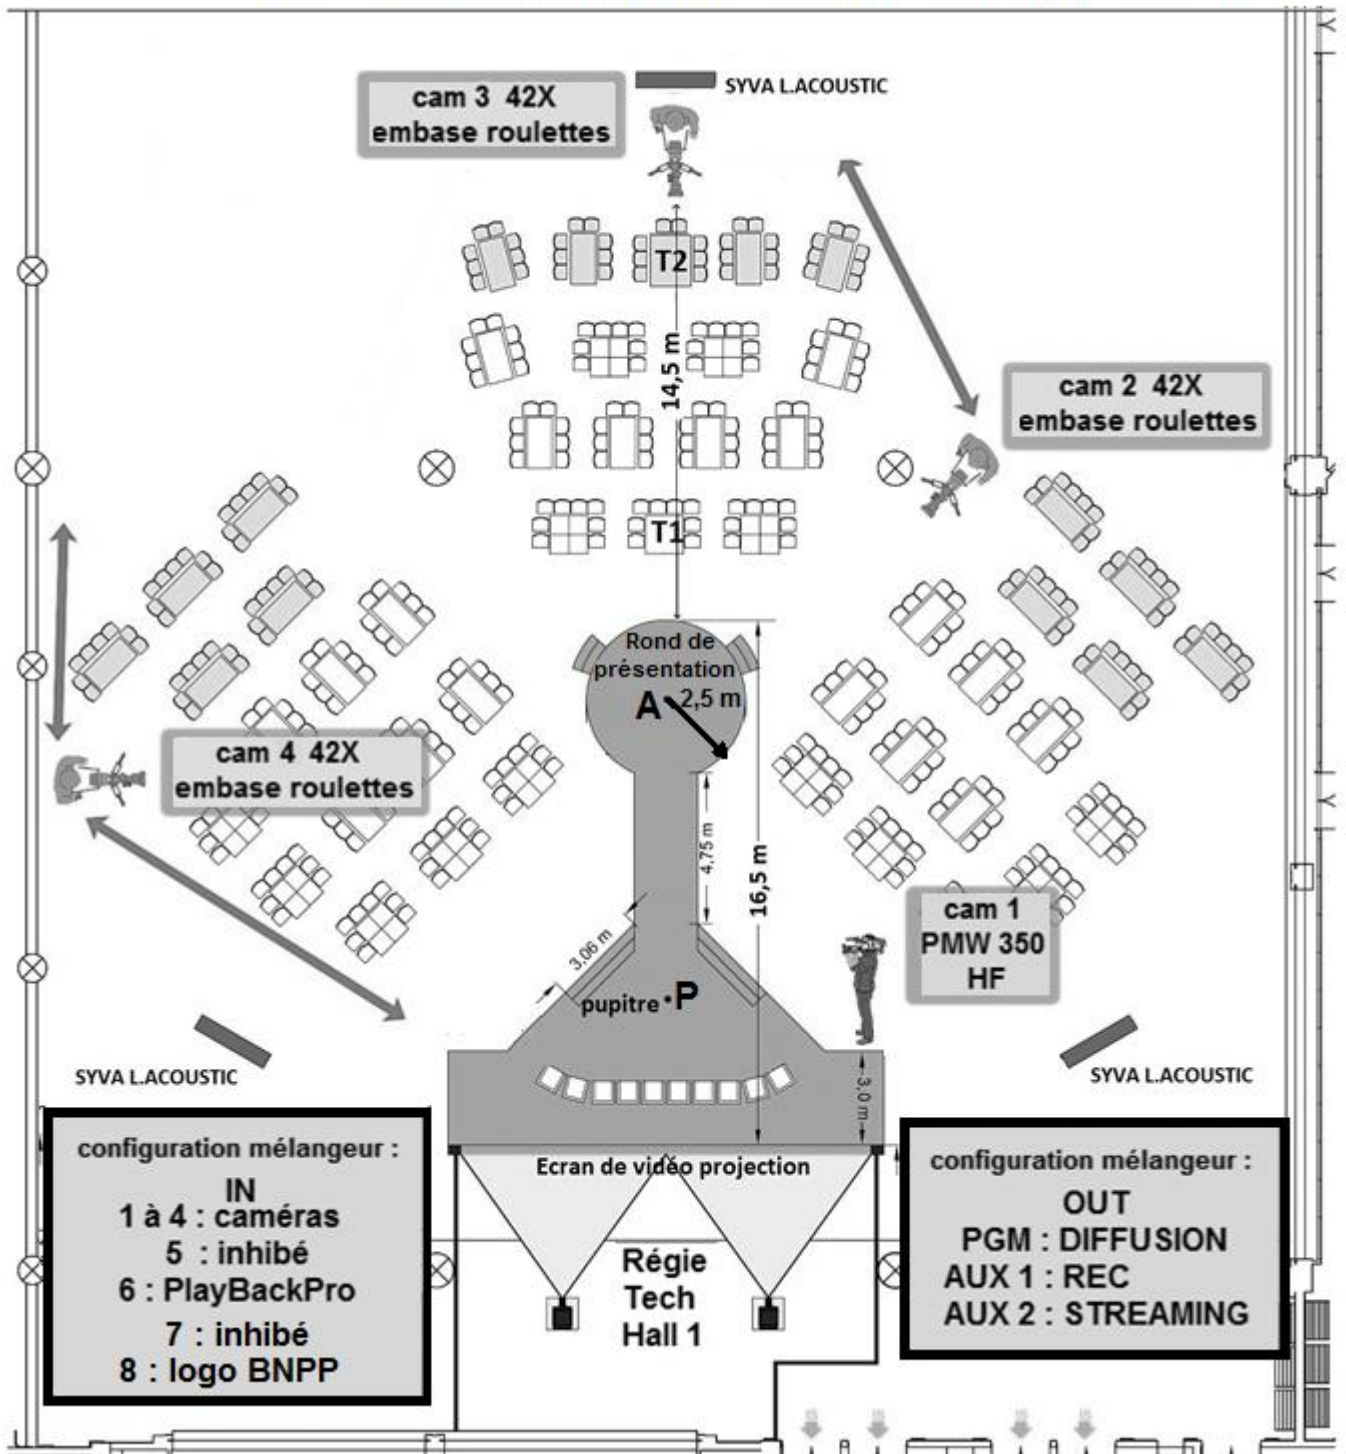 SYVA L.ACOUSTIC
cam 3  42X
embase roulettes
T2
14,5 m
cam 2  42X
embase roulettes
T1
Rond de
présentation
A
2,5 m
cam 4  42X
embase roulettes
4,75 m
16,5 m
cam 1
PMW 350
HF
3,06 m
pupitre
P
SYVA L.ACOUSTIC
SYVA L.ACOUSTIC
3,0 m
configuration mélangeur :
IN
1 à 4 : caméras
5  : inhibé
6 : PlayBackPro
7 : inhibé
8 : logo BNPP
Ecran de vidéo projection
Régie
Tech
Hall 1
configuration mélangeur :
OUT
PGM : DIFFUSION
AUX 1 : REC
AUX 2 : STREAMING